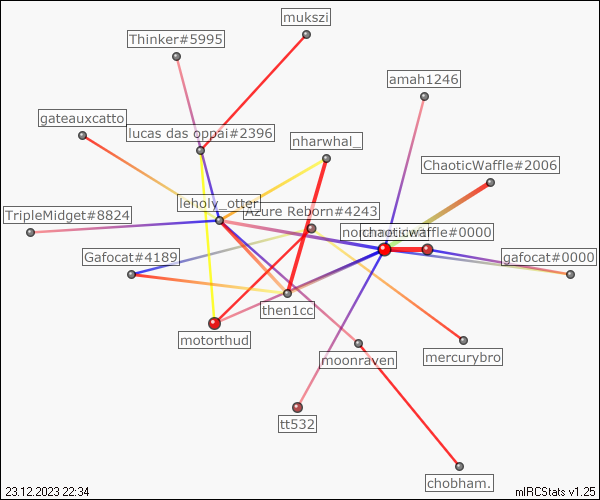 mukszi
Thinker#5995
amah1246
gateauxcatto
lucas das oppai#2396
nharwhal_
ChaoticWaffle#2006
leholy_otter
Azure Reborn#4243
TripleMidget#8824
chaoticwaffle#0000
Gafocat#4189
gafocat#0000
then1cc
motorthud
moonraven
mercurybro
tt532
chobham.
23.12.2023 22:34
mIRCStats v1.25